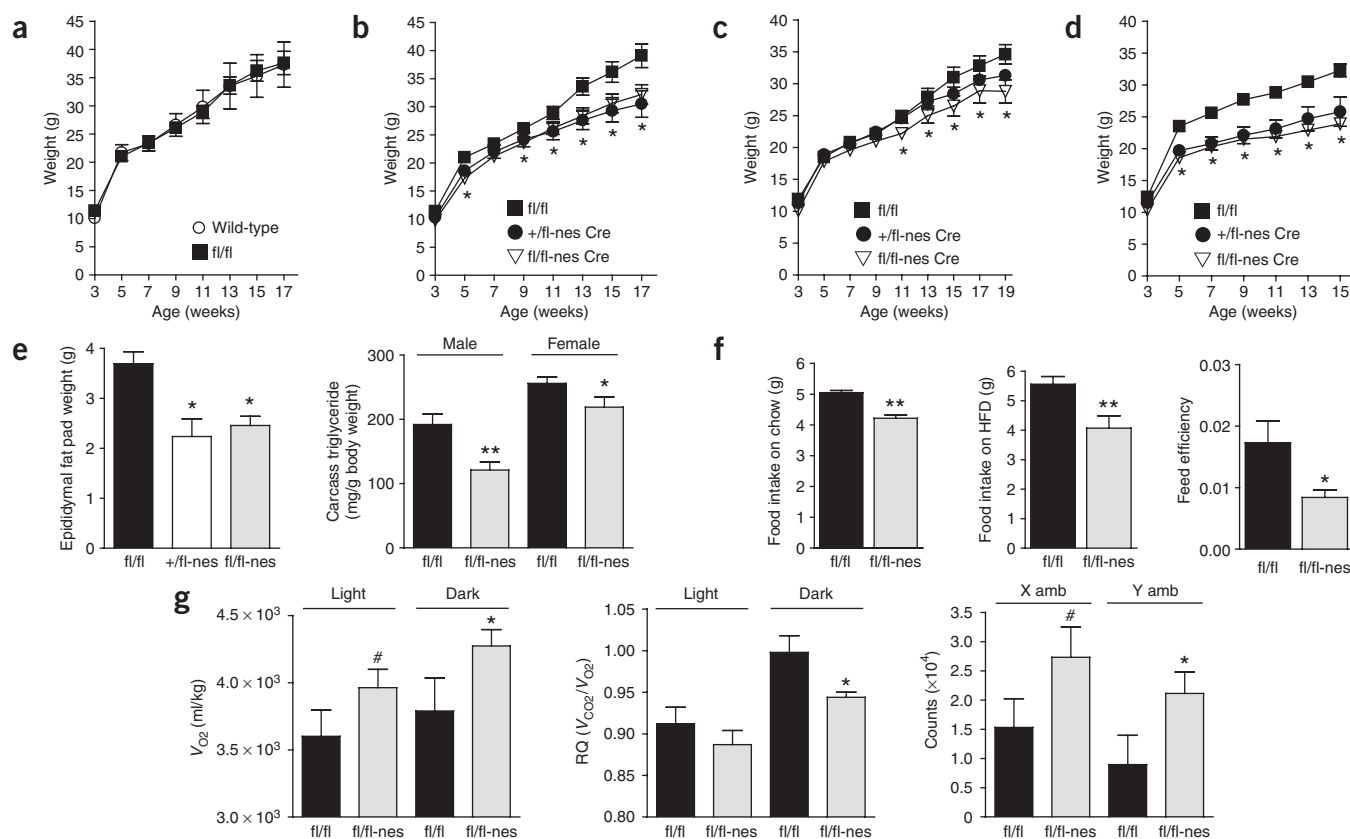 a
Weight (g)
45
40
35
30
25
20
15
10
5
0
Wild-type
fl/fl
3 5 7 9 11 13 15 17
Age (weeks)
b
Weight (g)
45
40
35
30
25
20
15
10
5
0
* * * * * *
fl/fl
+/fl-nes Cre
fl/fl-nes Cre
3 5 7 9 11 13 15 17
Age (weeks)
c
Weight (g)
40
35
30
25
20
15
10
5
0
* * * * *
fl/fl
+/fl-nes Cre
fl/fl-nes Cre
3 5 7 9 11 13 15 17 19
Age (weeks)
d
Weight (g)
40
35
30
25
20
15
10
5
0
* * * * * *
fl/fl
+/fl-nes Cre
fl/fl-nes Cre
3 5 7 9 11 13 15
Age (weeks)
e
Epididymal fat pad weight (g)
4
3
2
1
0
* *
fl/fl +/fl-nes fl/fl-nes
Carcass triglyceride
(mg/g body weight)
Male Female
300
200
100
0
** *
fl/fl fl/fl-nes fl/fl fl/fl-nes
f
Food intake on chow (g)
6
5
4
3
2
1
0
**
fl/fl fl/fl-nes
Food intake on HFD (g)
6
5
4
3
2
1
0
**
fl/fl fl/fl-nes
Feed efficiency
0.03
0.02
0.01
0.00
*
fl/fl fl/fl-nes
g
V O2 (ml/kg)
Light Dark
4.5 × 10³
4.0 × 10³
3.5 × 10³
3.0 × 10³
# *
fl/fl fl/fl-nes fl/fl fl/fl-nes
RQ (V CO2/V O2)
Light Dark
1.05
1.00
0.95
0.90
0.85
0.80
*
fl/fl fl/fl-nes fl/fl fl/fl-nes
Counts (×10⁴)
X amb Y amb
3.5
3.0
2.5
2.0
1.5
1.0
0.5
0
# *
fl/fl fl/fl-nes fl/fl fl/fl-nes